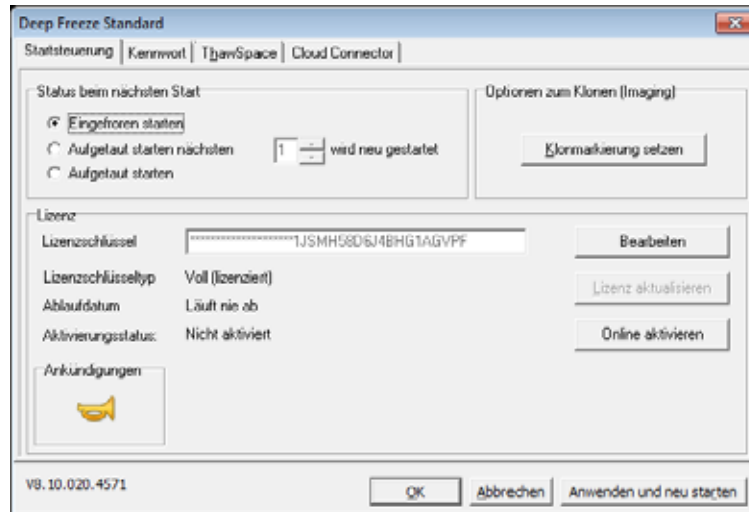 Deep Freeze Standard
Startsteuerung Kennwort ThawSpace Cloud Connector
Status beim nächsten Start
Eingefroren starten
Aufgetaut starten nächsten 1 wird neu gestartet
Aufgetaut starten
Optionen zum Klonen (Imaging)
Klonmarkierung setzen
Lizenz
Lizenzschlüssel ********************1JSMH58D6J4BHG1AGVPF Bearbeiten
Lizenzschlüsseltyp Voll (lizenziert) Lizenz aktualisieren
Ablaufdatum Läuft nie ab
Aktivierungsstatus: Nicht aktiviert Online aktivieren
Ankündigungen
V8.10.020.4571 OK Abbrechen Anwenden und neu starten